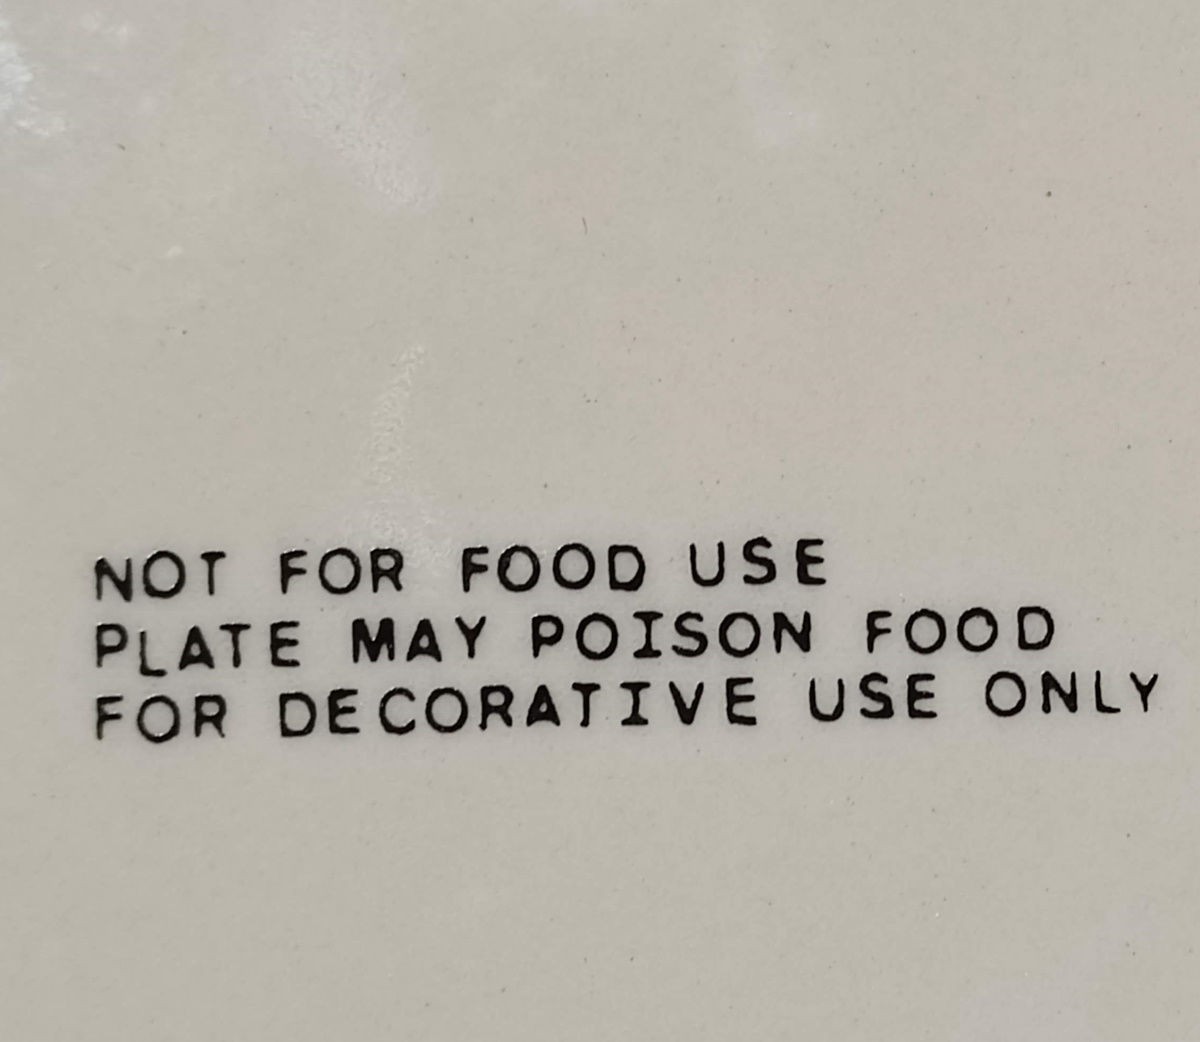 NOT FOR FOOD USE
PLATE MAY POISON FOOD
FOR DECORATIVE USE ONLY